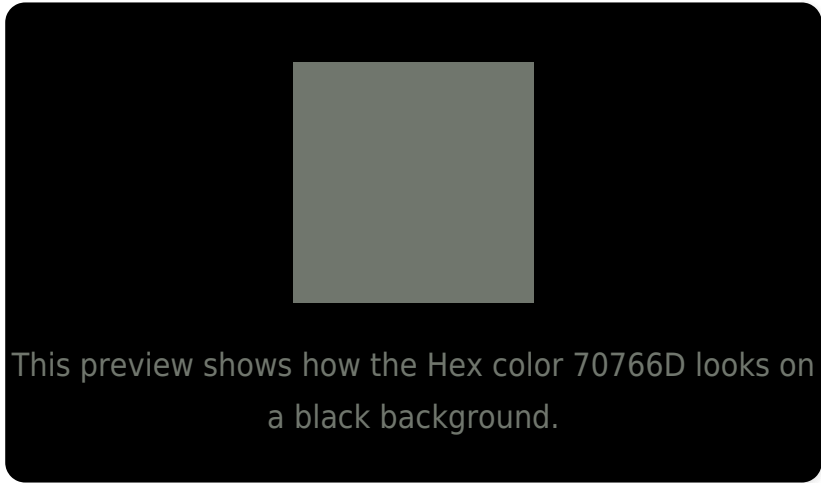 This preview shows how the Hex color 70766D looks on
a black background.